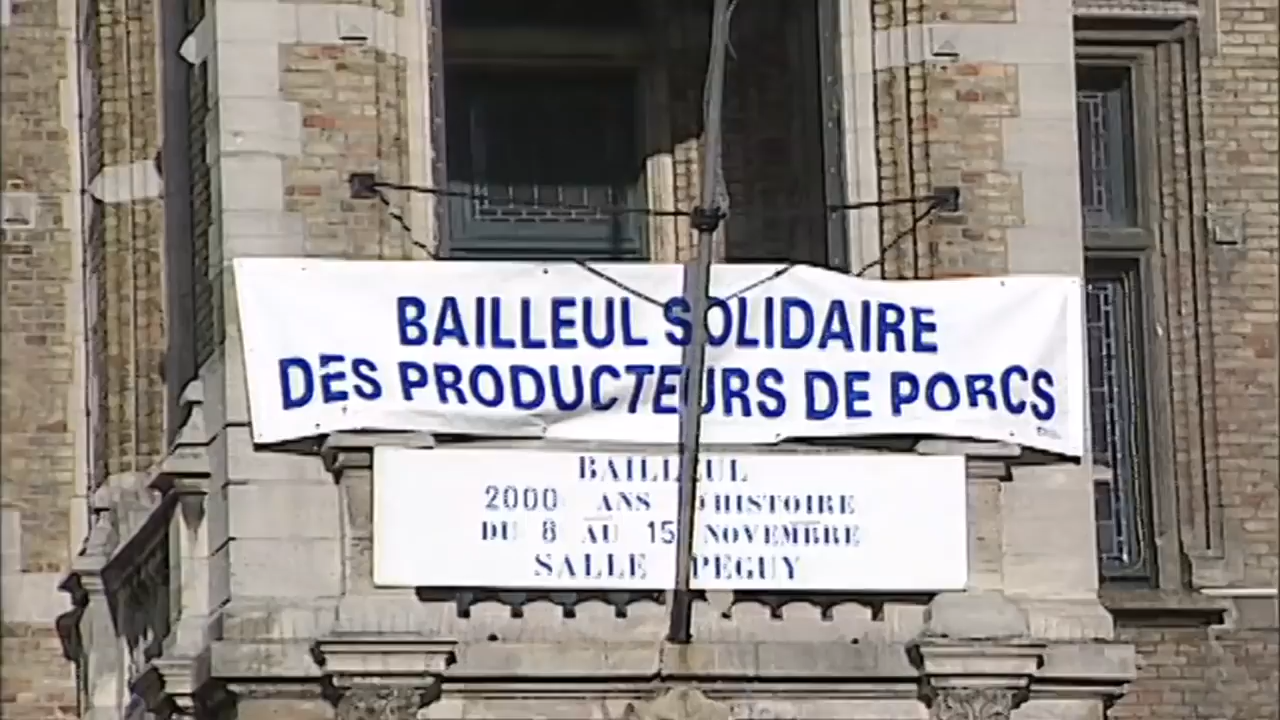 BAILLEUL SOLIDAIRE
DES PRODUCTEURS DE PORCS
BAILLEUL
2000 ANS D'HISTOIRE
DU 8 AU 15 NOVEMBRE
SALLE PEGUY